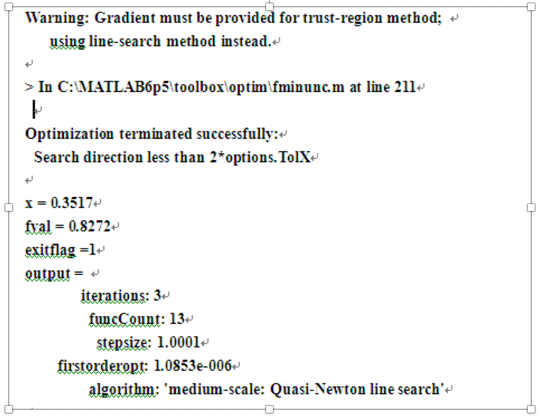 Warning: Gradient must be provided for trust-region method;
using line-search method instead.
> In C:\MATLAB6p5\toolbox\optim\fminunc.m at line 211
Optimization terminated successfully:
Search direction less than 2*options.TolX
x = 0.3517
fval = 0.8272
exitflag =1
output =
iterations: 3
funcCount: 13
stepsize: 1.0001
firstorderopt: 1.0853e-006
algorithm: 'medium-scale: Quasi-Newton line search'